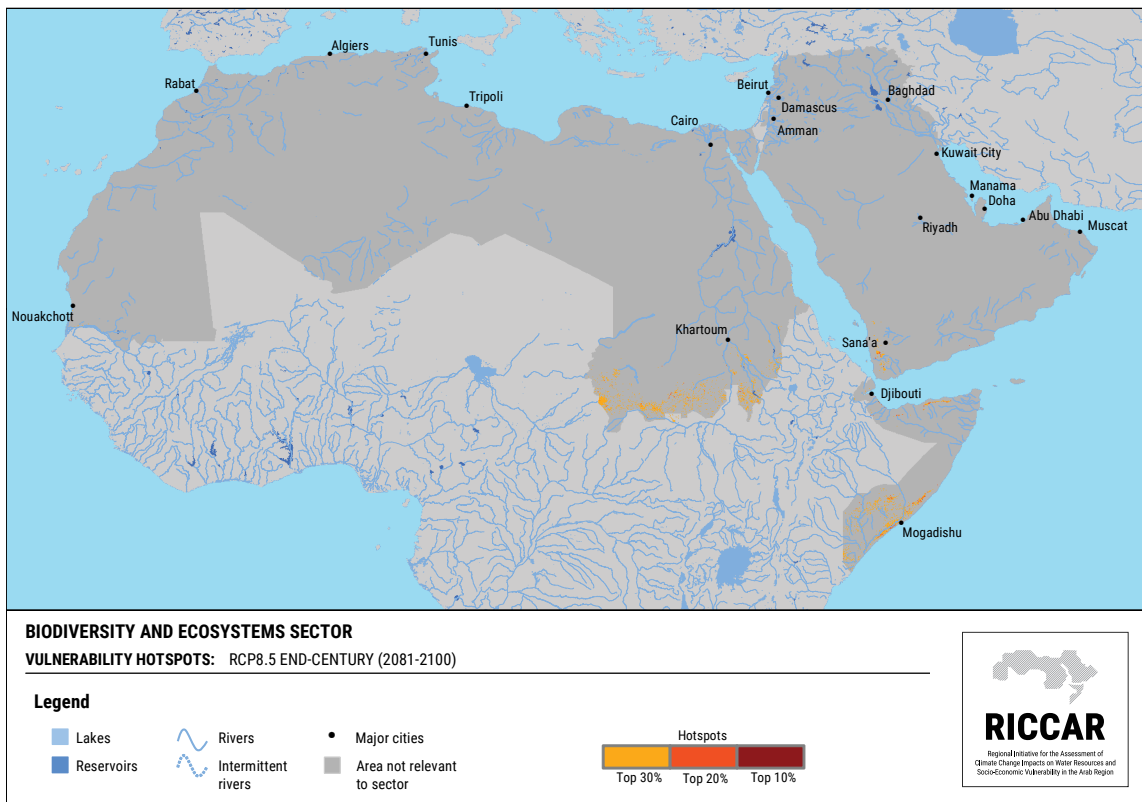 Algiers
Tunis
Rabat
Tripoli
Beirut
Baghdad
Damascus
Cairo
Amman
Kuwait City
Manama
Doha
Abu Dhabi
Riyadh
Muscat
Nouakchott
Khartoum
Sana'a
Djibouti
Mogadishu
BIODIVERSITY AND ECOSYSTEMS SECTOR
VULNERABILITY HOTSPOTS: RCP8.5 END-CENTURY (2081-2100)
Legend
Lakes
Rivers
Major cities
Reservoirs
Intermittent
rivers
Area not relevant
to sector
Hotspots
Top 30%
Top 20%
Top 10%
RICCAR
Regional Initiative for the Assessment of
Climate Change Impacts on Water Resources and
Socio-Economic Vulnerability in the Arab Region